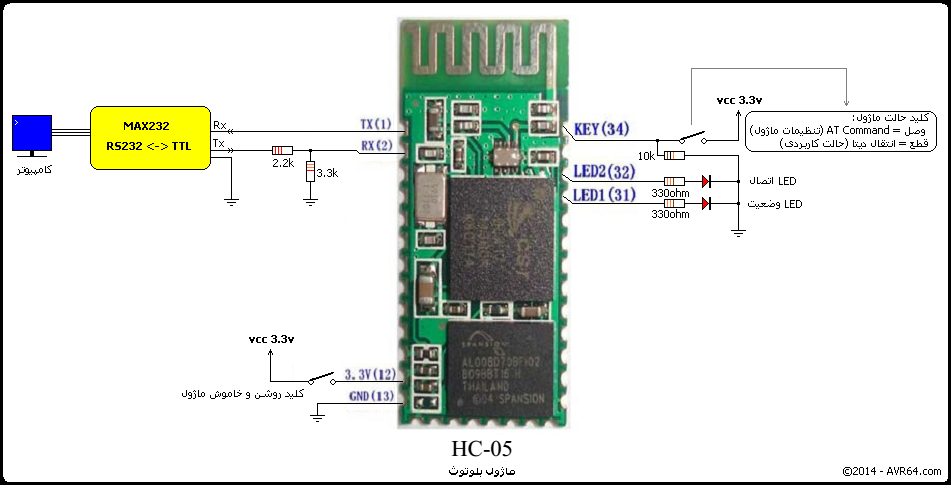 vcc 3.3v
کلید حالت ماژول:
وصل = AT Command (تنظیمات ماژول)
قطع = انتقال دیتا (حالت کاربردی)
MAX232
RS232 <-> TTL
Rx
Tx
TX(1)
RX(2)
KEY(34)
2.2k
3.3k
10k
کامپیوتر
LED2(32)
LED1(31)
330ohm
330ohm
LED اتصال
LED وضعیت
csr
vcc 3.3v
3.3V(12)
GND(13)
کلید روشن و خاموش ماژول
SPANSION
AL008D70BFI02
THAILAND
04 SPANSION
HC-05
ماژول بلوتوث
©2014 - AVR64.com